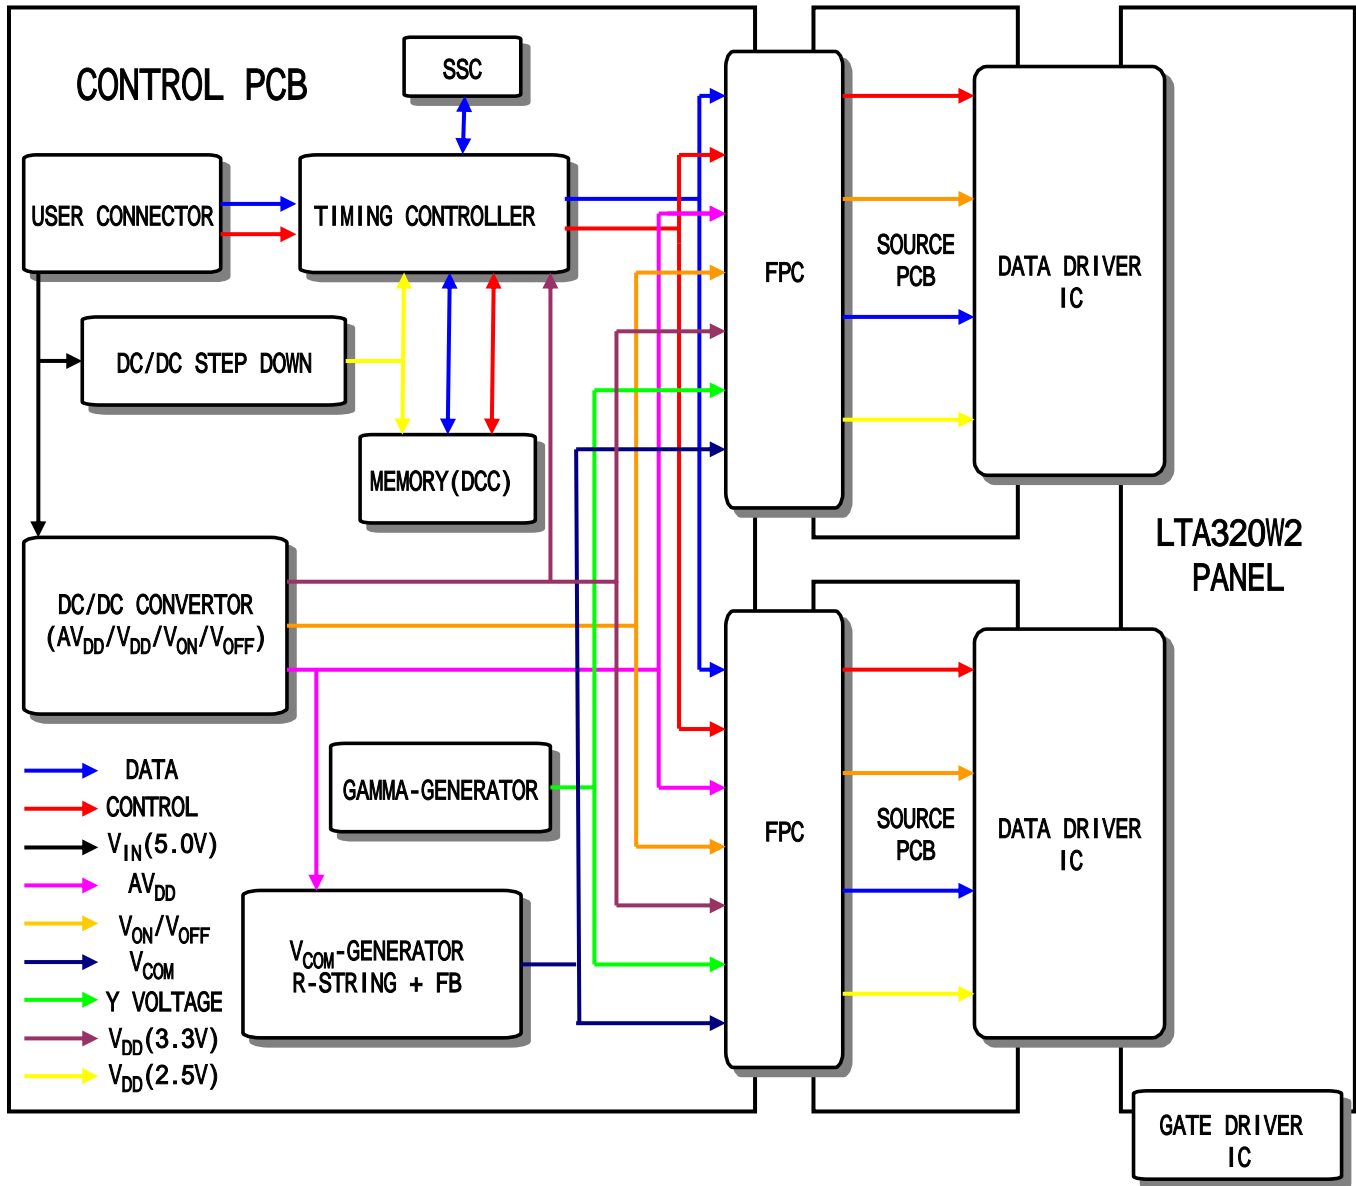 CONTROL PCB
SSC
USER CONNECTOR
TIMING CONTROLLER
DC/DC STEP DOWN
MEMORY(DCC)
DC/DC CONVERTOR
(AVDD/VDD/VON/VOFF)
GAMMA-GENERATOR
VCOM-GENERATOR
R-STRING + FB
DATA
CONTROL
VIN(5.0V)
AVDD
VON/VOFF
VCOM
Y VOLTAGE
VDD(3.3V)
VDD(2.5V)
FPC
SOURCE
PCB
DATA DRIVER
IC
FPC
SOURCE
PCB
DATA DRIVER
IC
LTA320W2
PANEL
GATE DRIVER
IC